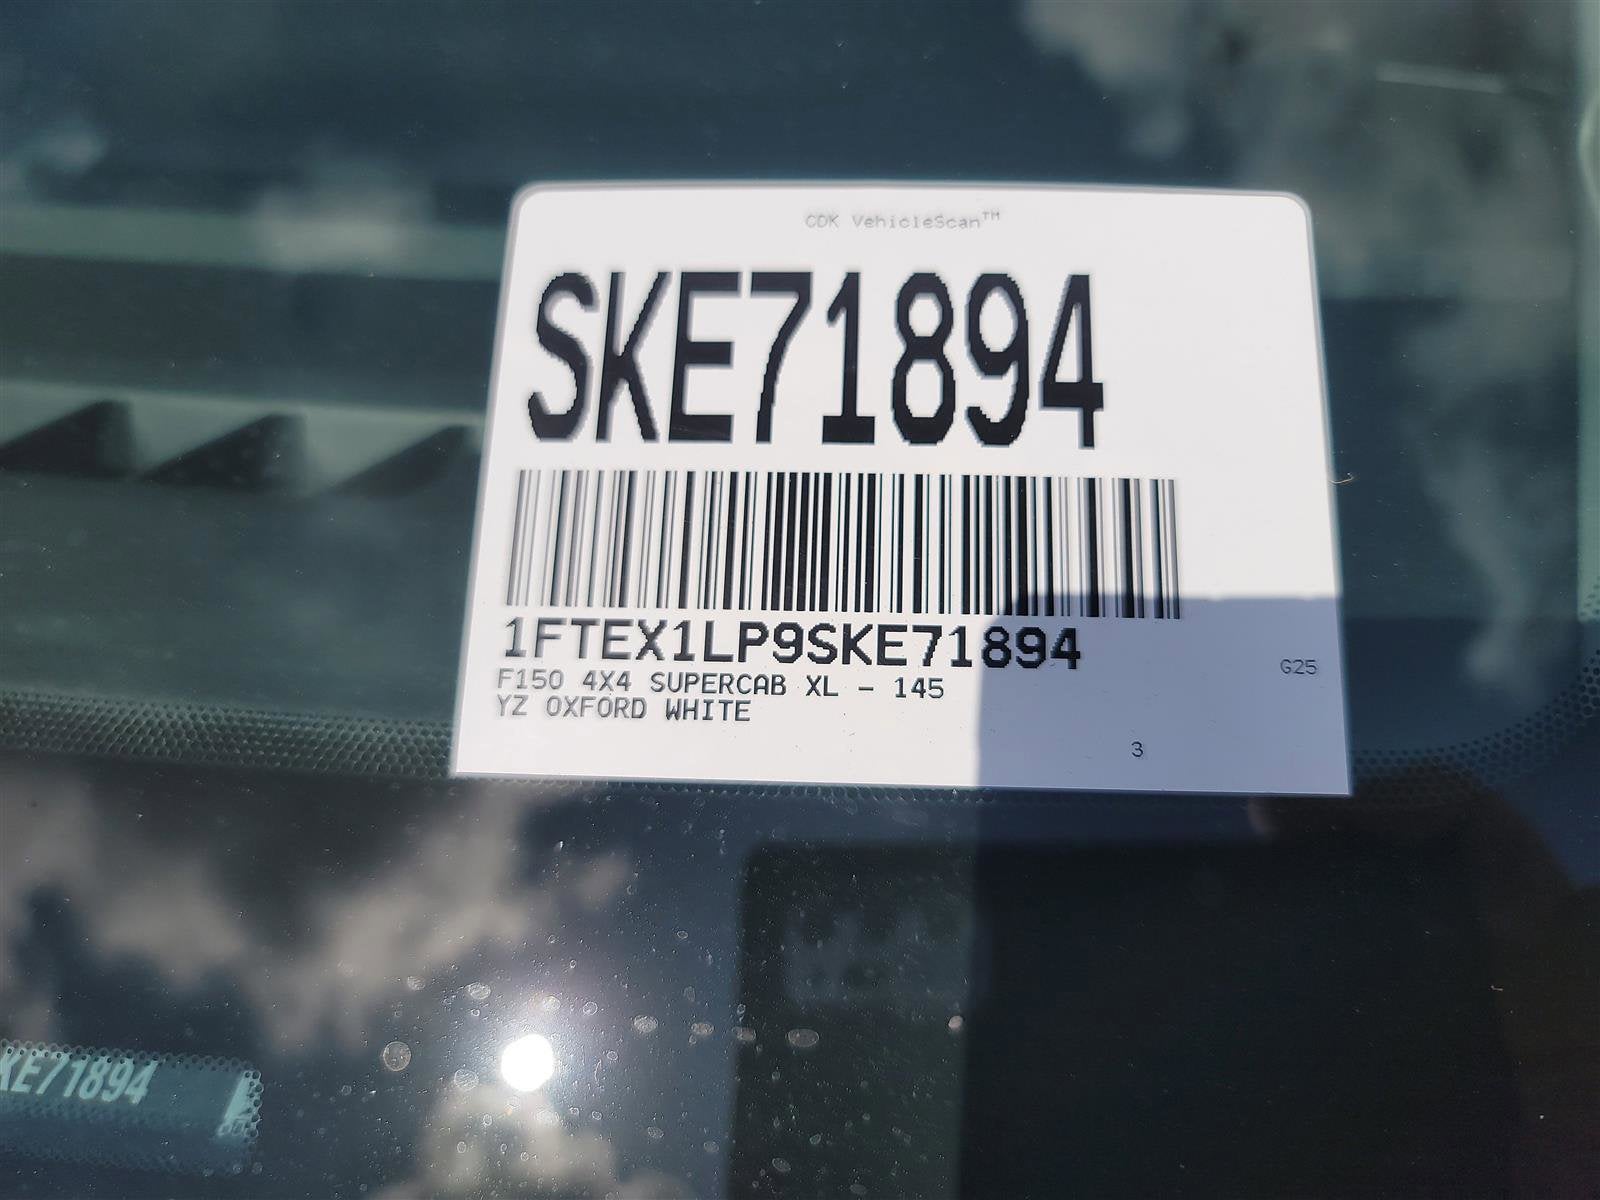 CDK VehicleScan™
SKE71894
1FTEX1LP9SKE71894
F150 4X4 SUPERCAB XL - 145
G25
YZ OXFORD WHITE
3
KE71894